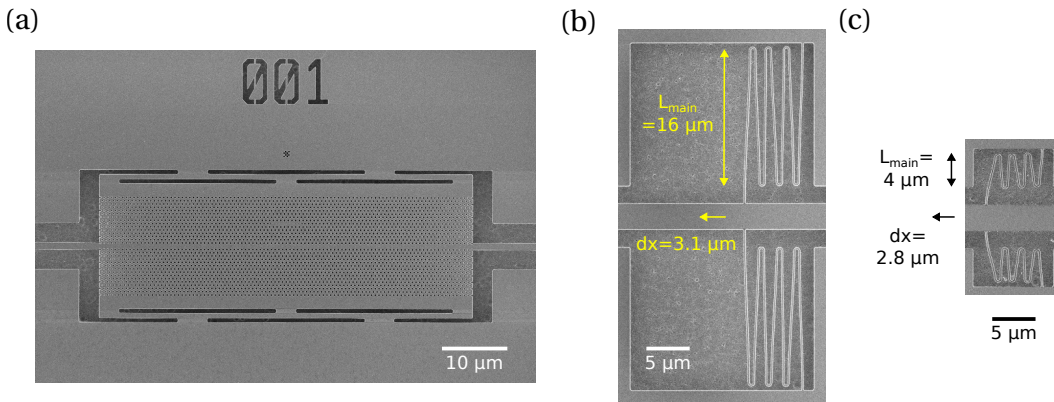 (a)
001
10 μm
(b)
L_main
=16 μm
dx=3.1 μm
5 μm
(c)
L_main=
4 μm
dx=
2.8 μm
5 μm